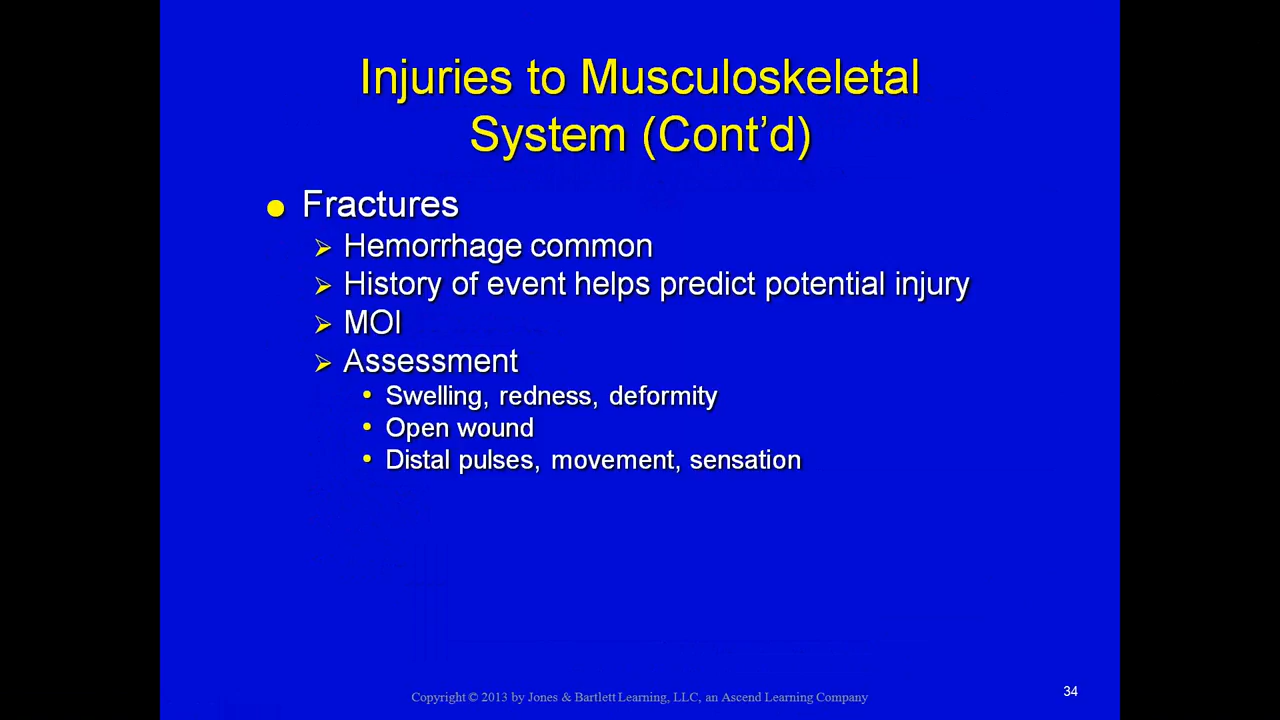 Injuries to Musculoskeletal
System (Cont’d)
Fractures
Hemorrhage common
History of event helps predict potential injury
MOI
Assessment
Swelling, redness, deformity
Open wound
Distal pulses, movement, sensation
Copyright © 2013 by Jones & Bartlett Learning, LLC, an Ascend Learning Company
34